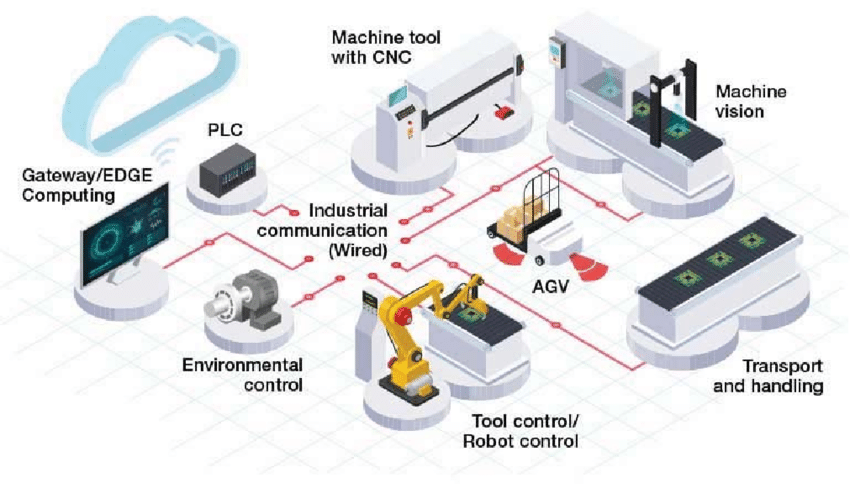 Machine tool
with CNC
Machine
vision
PLC
Gateway/EDGE
Computing
Industrial
communication
(Wired)
AGV
Environmental
control
Transport
and handling
Tool control/
Robot control